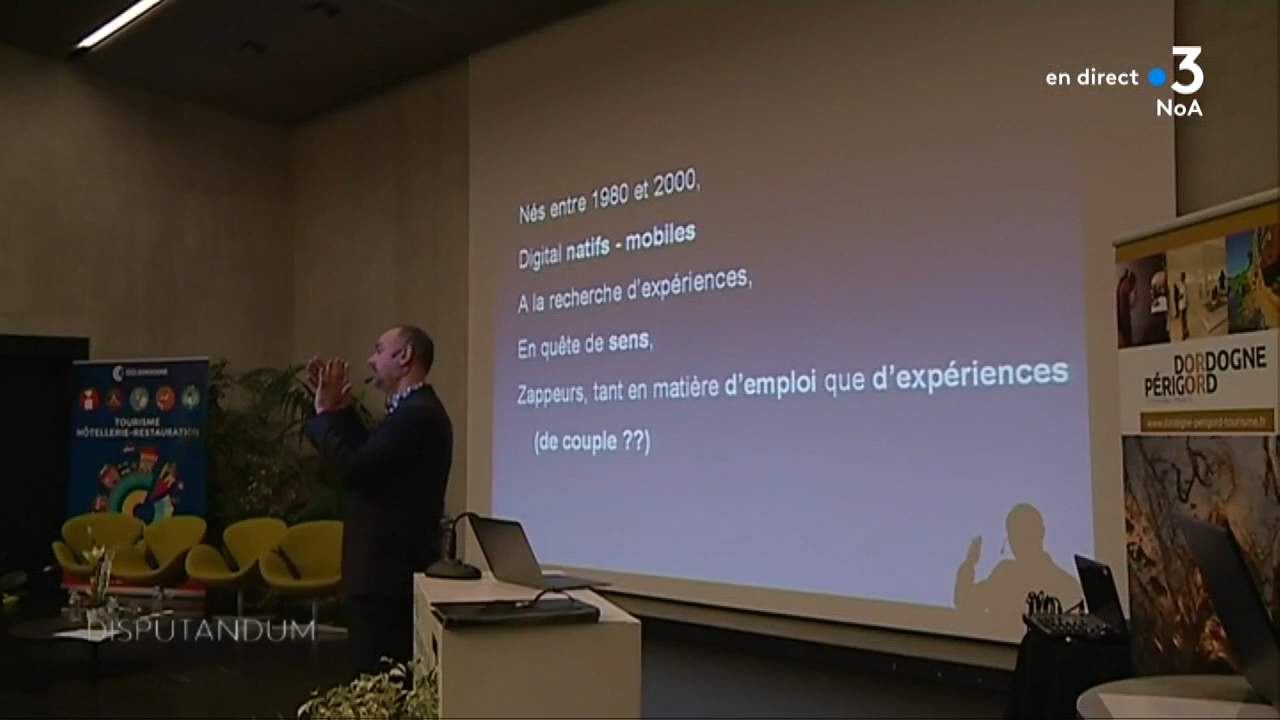 en direct 3
NoA
Nés entre 1980 et 2000,
Digital natifs - mobiles
A la recherche d'expériences,
En quête de sens,
Zappeurs, tant en matière d'emploi que d'expériences
(de couple ??)
CCI DORDOGNE
TOURISME
HÔTELLERIE-RESTAURATION
DORDOGNE
PÉRIGORD
www.dordogne-perigord-tourisme.fr
DISPUTANDUM